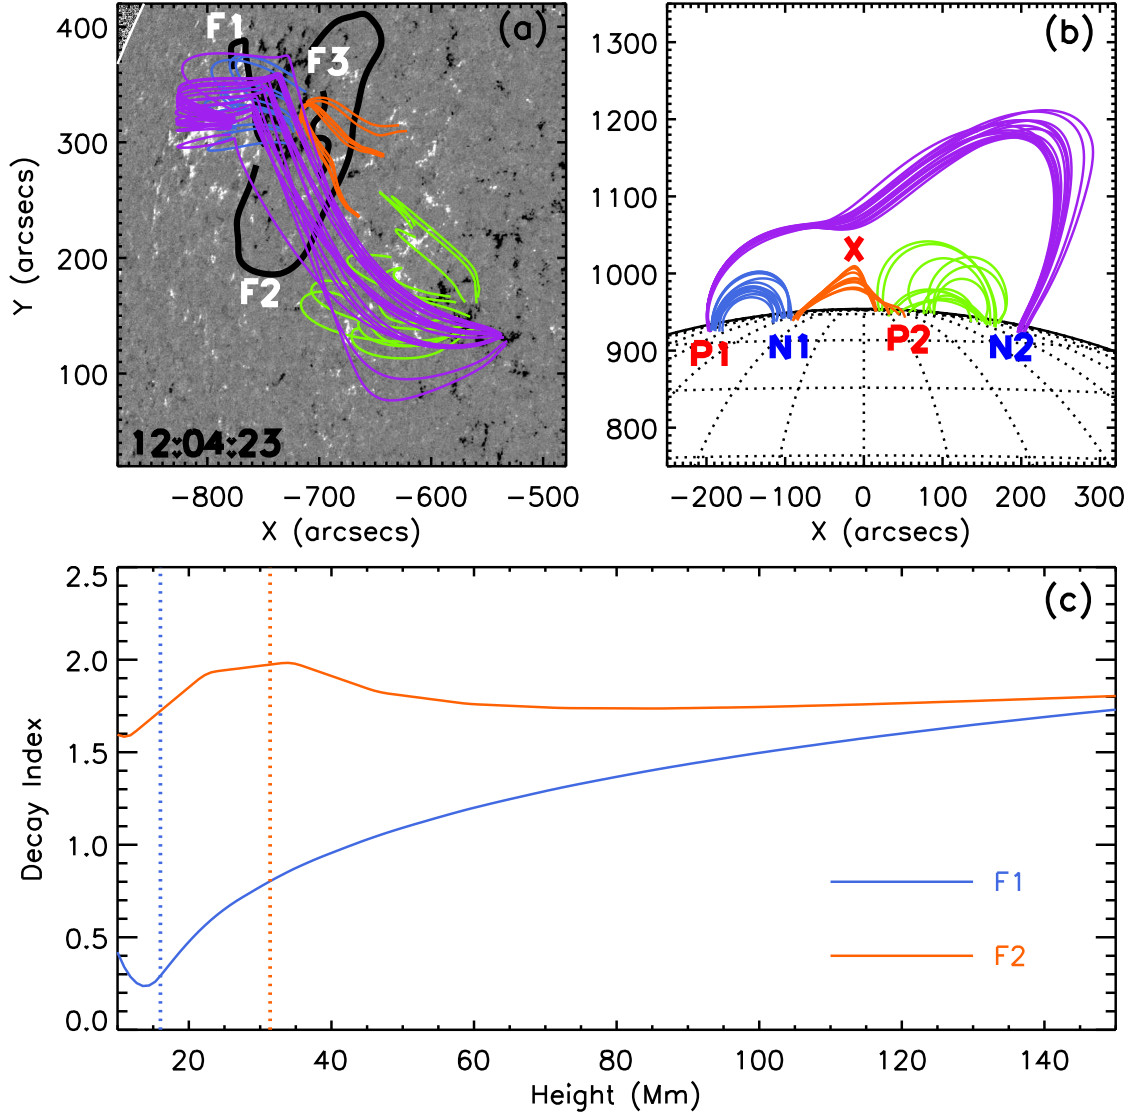 400
F1
(a)
F3
300
Y (arcsecs)
200
F2
100
12:04:23
−800 −700 −600 −500
X (arcsecs)
1300
(b)
1200
1100
X
1000
P1 N1 P2 N2
900
800
−200 −100 0 100 200 300
X (arcsecs)
2.5
(c)
2.0
1.5
Decay Index
1.0
F1
0.5
F2
0.0
20 40 60 80 100 120 140
Height (Mm)